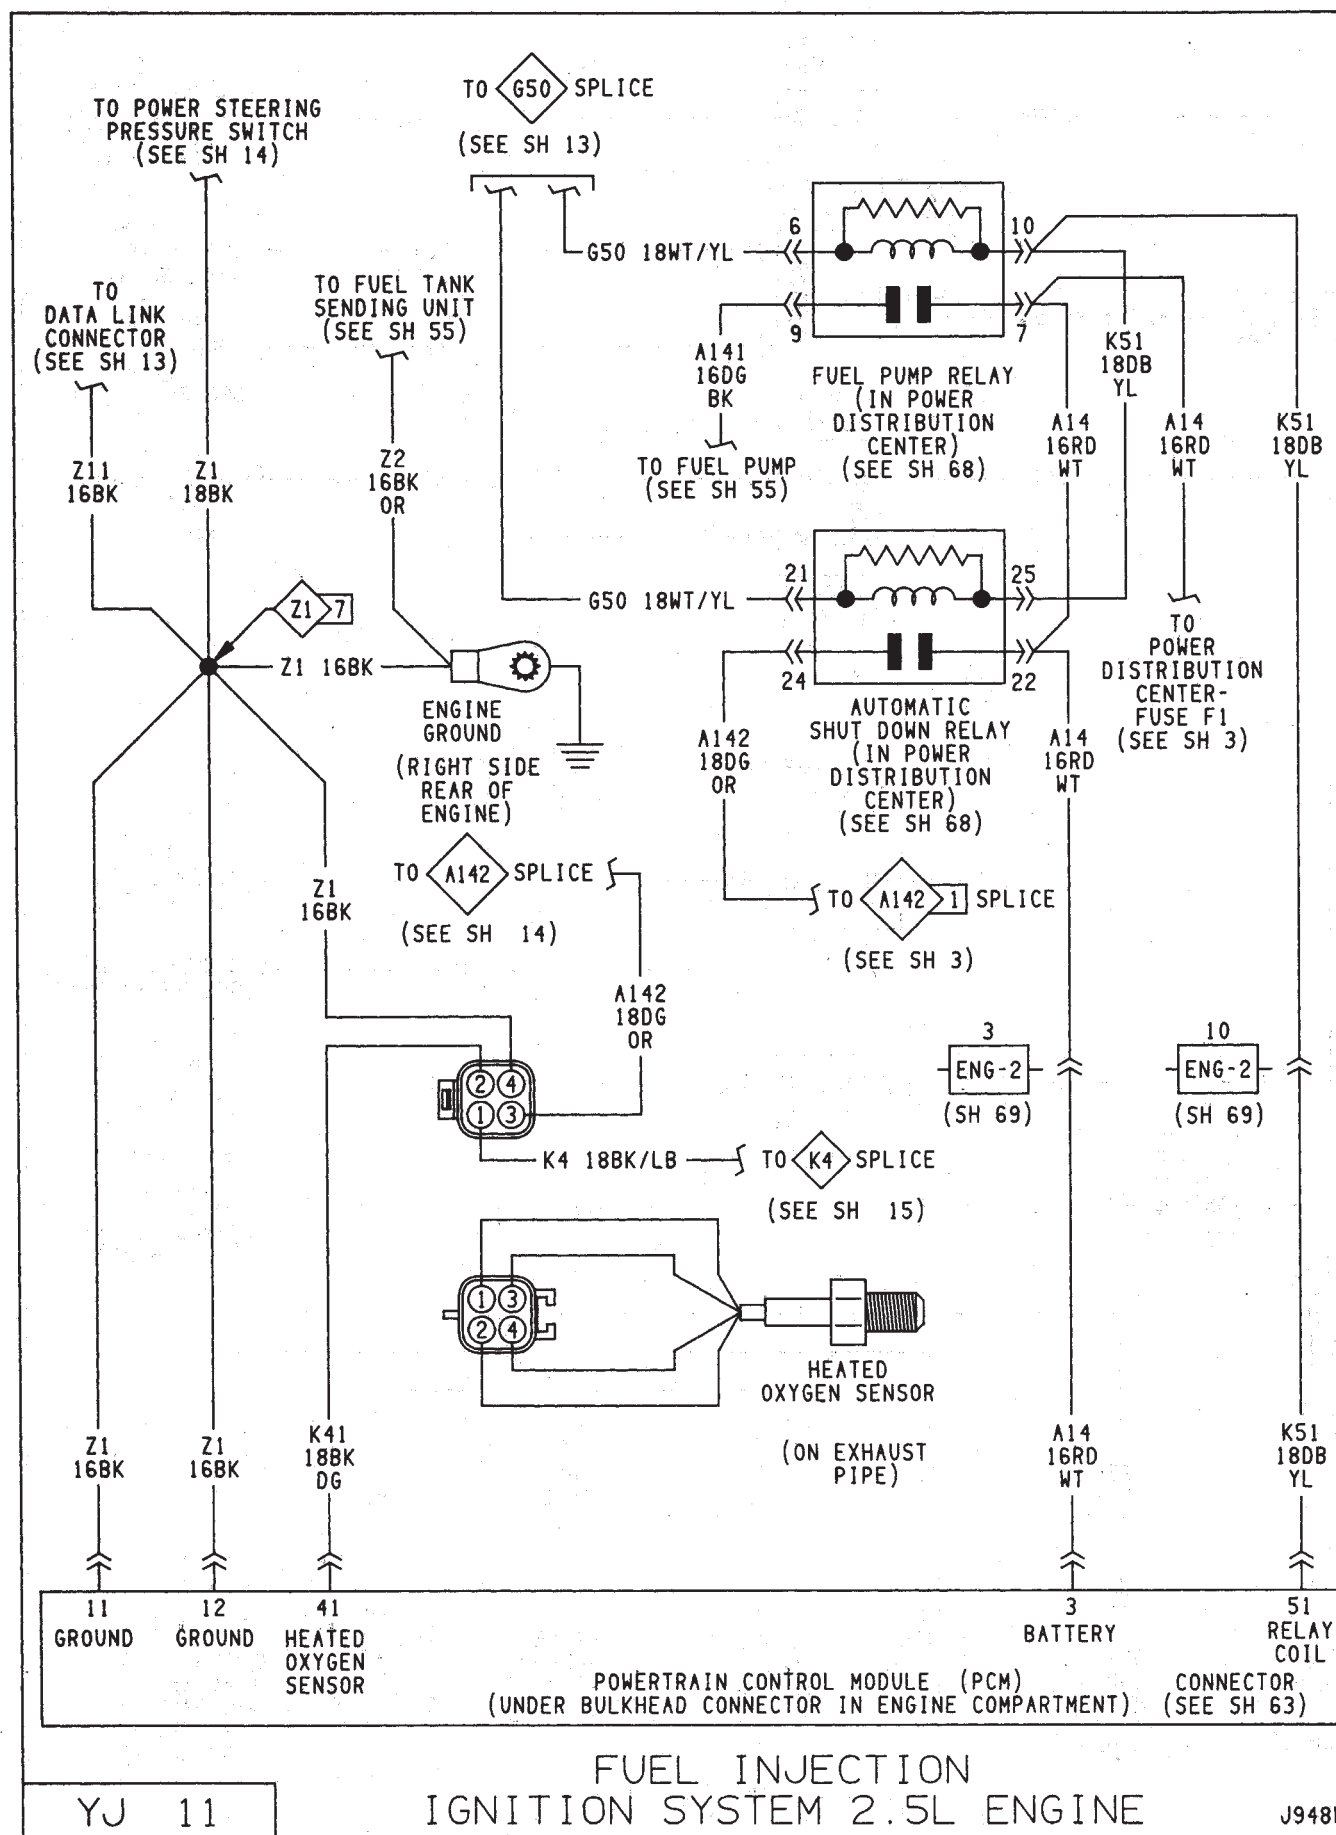 TO G50 SPLICE
(SEE SH 13)
TO POWER STEERING
PRESSURE SWITCH
(SEE SH 14)
TO
DATA LINK
CONNECTOR
(SEE SH 13)
TO FUEL TANK
SENDING UNIT
(SEE SH 55)
G50 18WT/YL
6
10
9
7
A141
16DG
BK
TO FUEL PUMP
(SEE SH 55)
FUEL PUMP RELAY
(IN POWER
DISTRIBUTION
CENTER)
(SEE SH 68)
K51
18DB
YL
A14
16RD
WT
A14
16RD
WT
K51
18DB
YL
Z11
16BK
Z1
18BK
Z2
16BK
OR
Z1 7
Z1 16BK
ENGINE
GROUND
(RIGHT SIDE
REAR OF
ENGINE)
G50 18WT/YL
21
25
24
22
AUTOMATIC
SHUT DOWN RELAY
(IN POWER
DISTRIBUTION
CENTER)
(SEE SH 68)
A142
18DG
OR
A14
16RD
WT
TO
POWER
DISTRIBUTION
CENTER-
FUSE F1
(SEE SH 3)
TO A142 SPLICE
(SEE SH 14)
TO A142 1 SPLICE
(SEE SH 3)
Z1
16BK
A142
18DG
OR
3
ENG-2
(SH 69)
10
ENG-2
(SH 69)
2 4
1 3
K4 18BK/LB
TO K4 SPLICE
(SEE SH 15)
1 3
2 4
HEATED
OXYGEN SENSOR
(ON EXHAUST
PIPE)
Z1
16BK
Z1
16BK
K41
18BK
DG
A14
16RD
WT
K51
18DB
YL
11
GROUND
12
GROUND
41
HEATED
OXYGEN
SENSOR
3
BATTERY
51
RELAY
COIL
POWERTRAIN CONTROL MODULE (PCM)
(UNDER BULKHEAD CONNECTOR IN ENGINE COMPARTMENT)
CONNECTOR
(SEE SH 63)
FUEL INJECTION
IGNITION SYSTEM 2.5L ENGINE
YJ 11